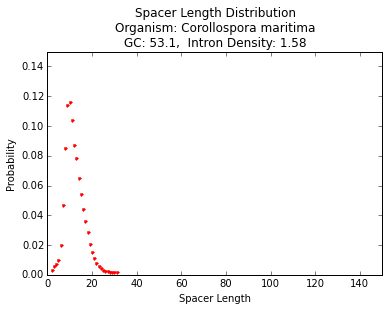 Spacer Length Distribution
Organism: Corollospora maritima
GC: 53.1,  Intron Density: 1.58
0.14
0.12
0.10
0.08
0.06
0.04
0.02
0.00
Probability
0 20 40 60 80 100 120 140
Spacer Length